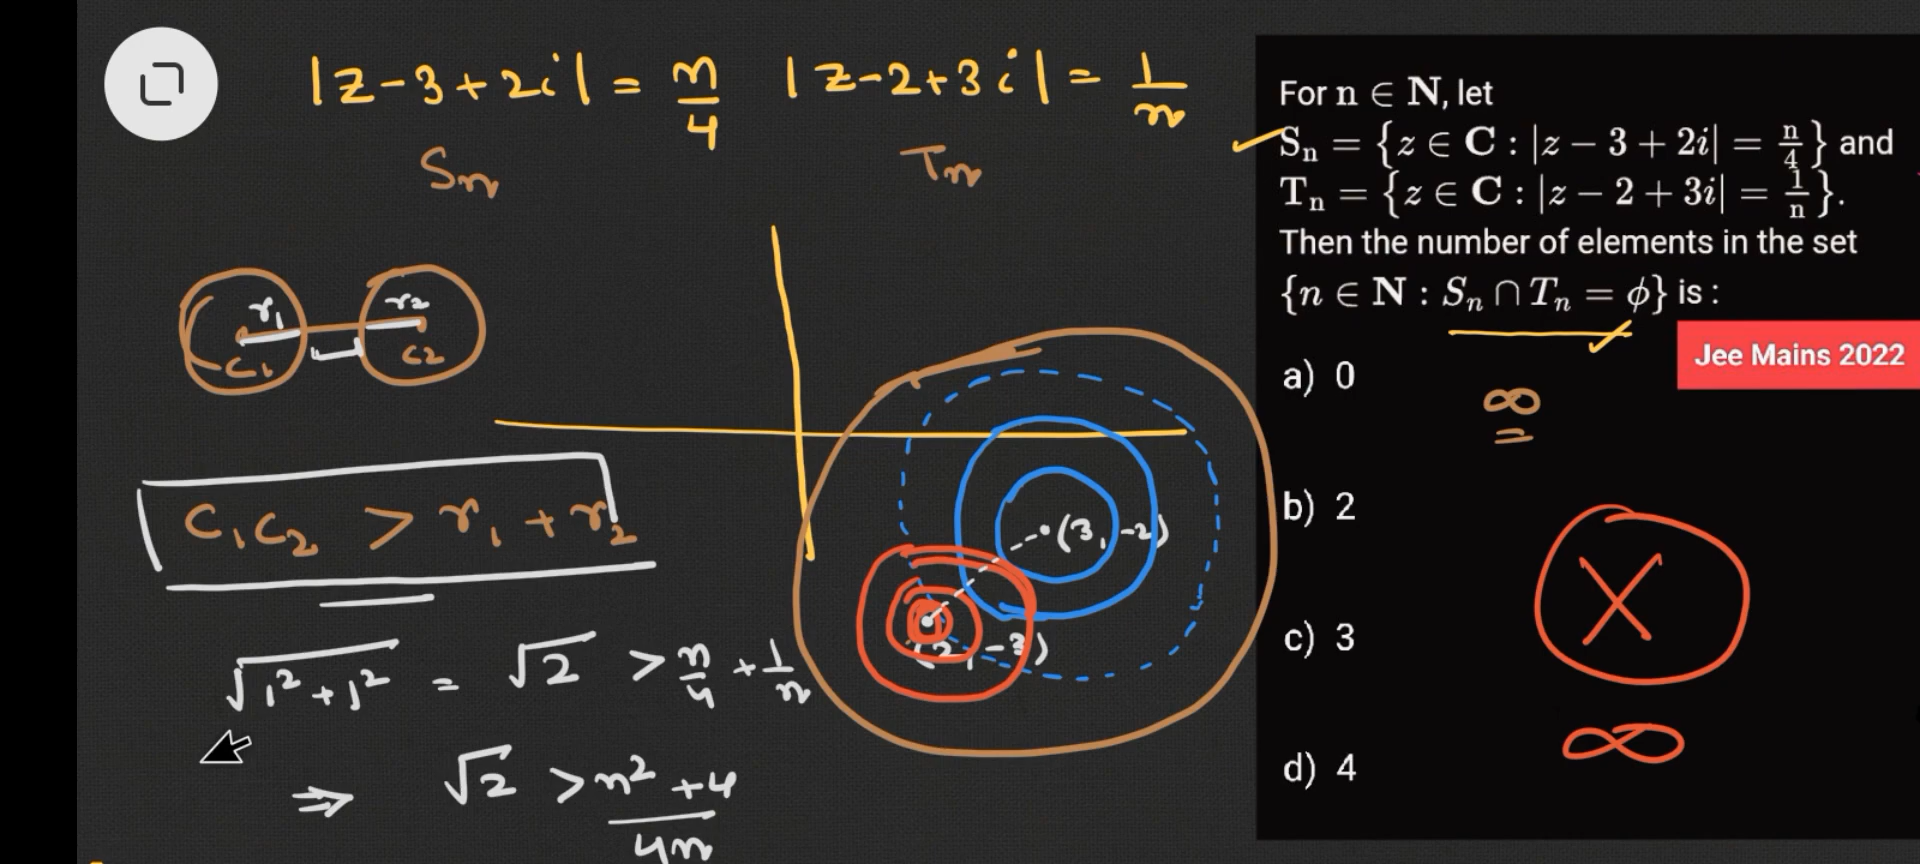 |z-3+2i| = n/4   |z-2+3i| = 1/n
Sn   Tn
r1   r2
C1   C2
C1C2 > r1 + r2
√(1²+1²) = √2 > n/4 + 1/n
⇒ √2 > (n²+4)/4n
(3,-2)
(2,-3)
For n ∈ N, let
Sₙ = {z ∈ C : |z − 3 + 2i| = n/4} and
Tₙ = {z ∈ C : |z − 2 + 3i| = 1/n}.
Then the number of elements in the set
{n ∈ N : Sₙ ∩ Tₙ = ϕ} is :
Jee Mains 2022
a) 0
∞
b) 2
c) 3
∞
d) 4